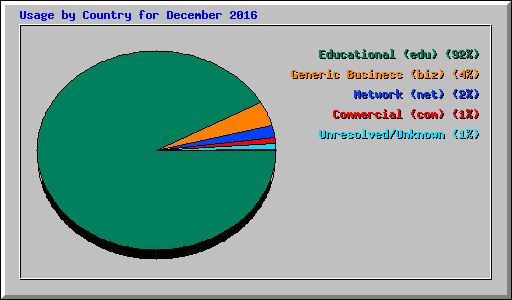 Usage by Country for December 2016
Educational (edu) (92%)
Generic Business (biz) (4%)
Network (net) (2%)
Commercial (com) (1%)
Unresolved/Unknown (1%)